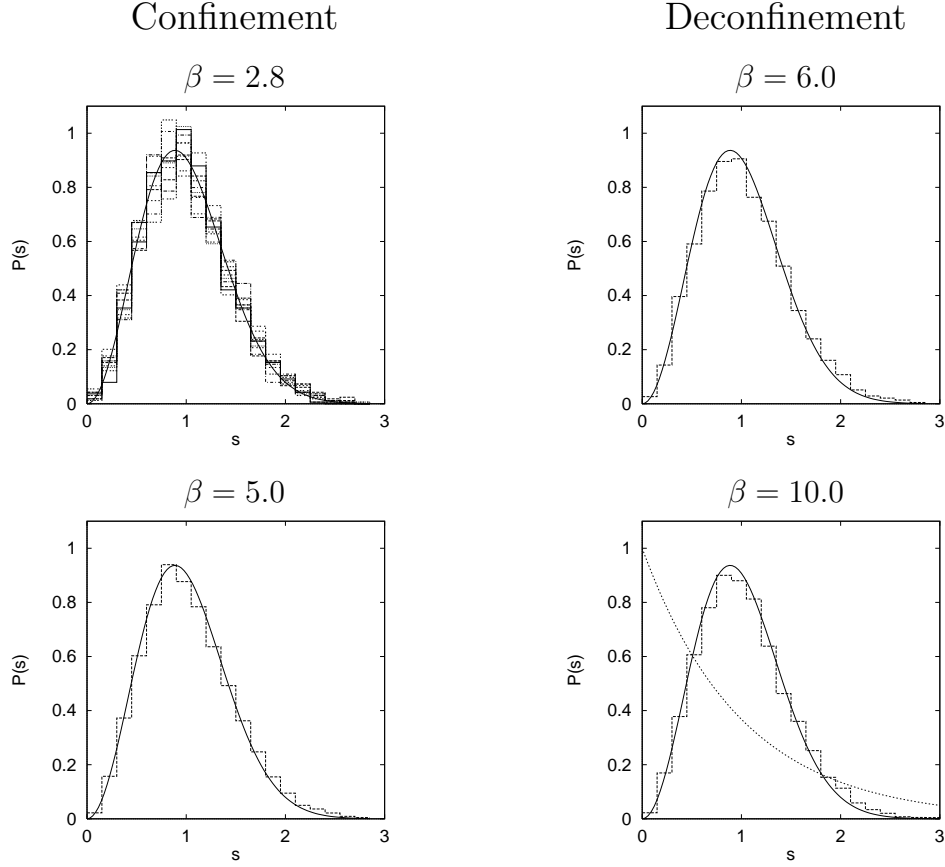 Confinement
Deconfinement
β = 2.8
β = 6.0
P(s)
1
0.8
0.6
0.4
0.2
0
0
1
2
3
s
P(s)
1
0.8
0.6
0.4
0.2
0
0
1
2
3
s
β = 5.0
β = 10.0
P(s)
1
0.8
0.6
0.4
0.2
0
0
1
2
3
s
P(s)
1
0.8
0.6
0.4
0.2
0
0
1
2
3
s